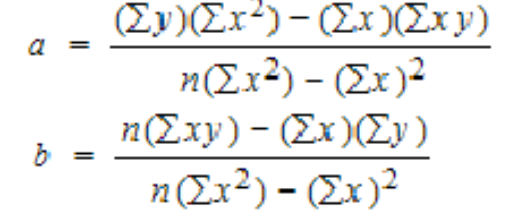 a = (Σy)(Σx²) − (Σx)(Σxy) / n(Σx²) − (Σx)²
b = n(Σxy) − (Σx)(Σy) / n(Σx²) − (Σx)²